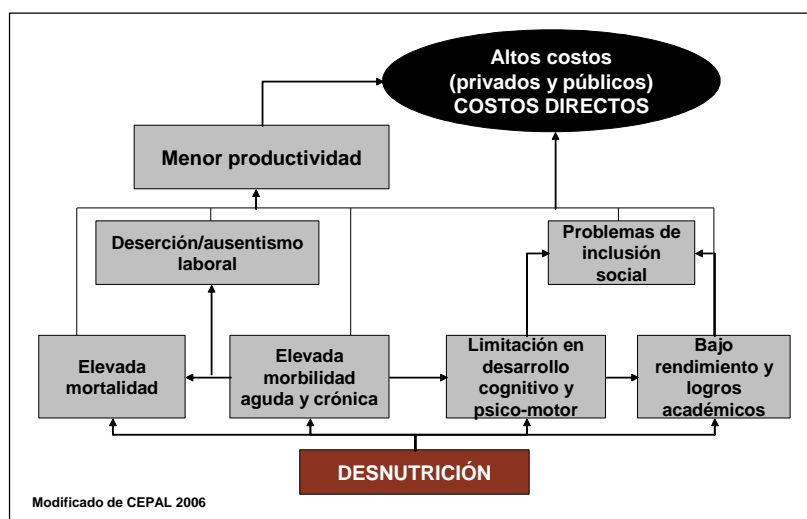 Altos costos
(privados y públicos)
COSTOS DIRECTOS
Menor productividad
Deserción/ausentismo
laboral
Problemas de
inclusión
social
Elevada
mortalidad
Elevada
morbilidad
aguda y crónica
Limitación en
desarrollo
cognitivo y
psico-motor
Bajo
rendimiento y
logros
académicos
DESNUTRICIÓN
Modificado de CEPAL 2006